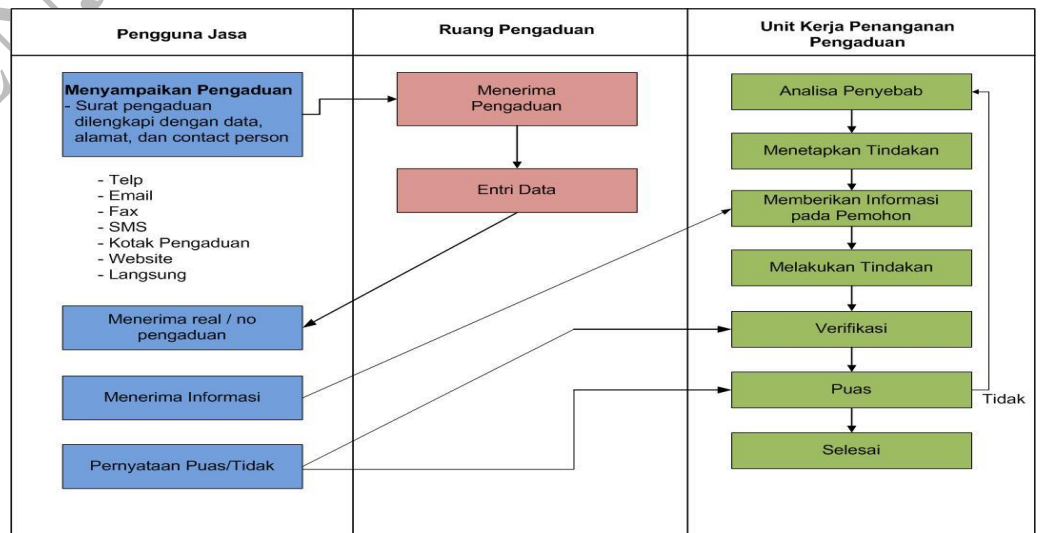 Pengguna Jasa
Ruang Pengaduan
Unit Kerja Penanganan
Pengaduan
Menyampaikan Pengaduan
- Surat pengaduan
dilengkapi dengan data,
alamat, dan contact person
- Telp
- Email
- Fax
- SMS
- Kotak Pengaduan
- Website
- Langsung
Menerima real / no
pengaduan
Menerima Informasi
Pernyataan Puas/Tidak
Menerima
Pengaduan
Entri Data
Analisa Penyebab
Menetapkan Tindakan
Memberikan Informasi
pada Pemohon
Melakukan Tindakan
Verifikasi
Puas
Tidak
Selesai